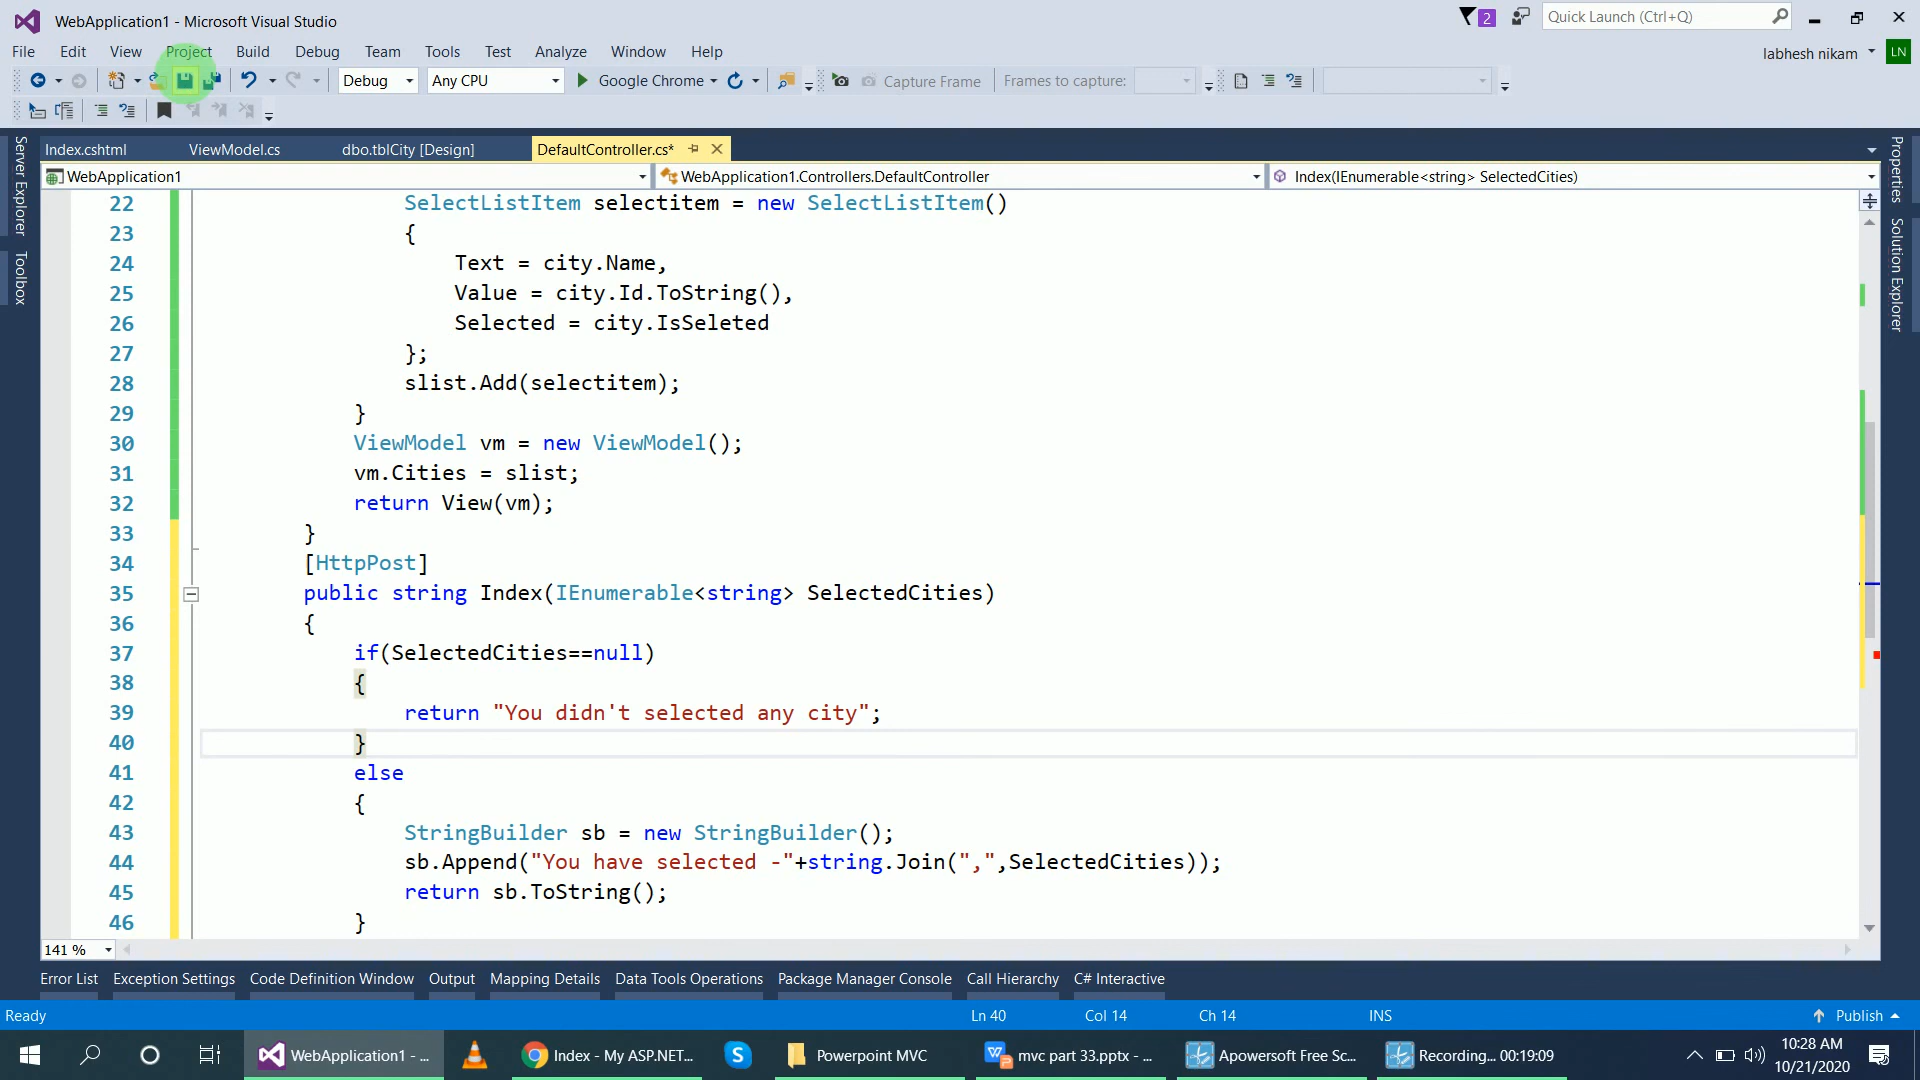 WebApplication1 - Microsoft Visual Studio
2
Quick Launch (Ctrl+Q)
File Edit View Project Build Debug Team Tools Test Analyze Window Help
labhesh nikam
LN
Debug
Any CPU
Google Chrome
Capture Frame
Frames to capture:
Index.cshtml
ViewModel.cs
dbo.tblCity [Design]
DefaultController.cs*
WebApplication1
WebApplication1.Controllers.DefaultController
Index(IEnumerable<string> SelectedCities)
Server Explorer
Toolbox
Properties
Solution Explorer
22 SelectListItem selectitem = new SelectListItem()
23 {
24 Text = city.Name,
25 Value = city.Id.ToString(),
26 Selected = city.IsSeleted
27 };
28 slist.Add(selectitem);
29 }
30 ViewModel vm = new ViewModel();
31 vm.Cities = slist;
32 return View(vm);
33 }
34 [HttpPost]
35 public string Index(IEnumerable<string> SelectedCities)
36 {
37 if(SelectedCities==null)
38 {
39 return "You didn't selected any city";
40 }
41 else
42 {
43 StringBuilder sb = new StringBuilder();
44 sb.Append("You have selected -"+string.Join(",",SelectedCities));
45 return sb.ToString();
46 }
141 %
Error List Exception Settings Code Definition Window Output Mapping Details Data Tools Operations Package Manager Console Call Hierarchy C# Interactive
Ready
Ln 40
Col 14
Ch 14
INS
Publish
WebApplication1 - ...
Index - My ASP.NET...
Powerpoint MVC
mvc part 33.pptx - ...
Apowersoft Free Sc...
Recording... 00:19:09
10:28 AM
10/21/2020